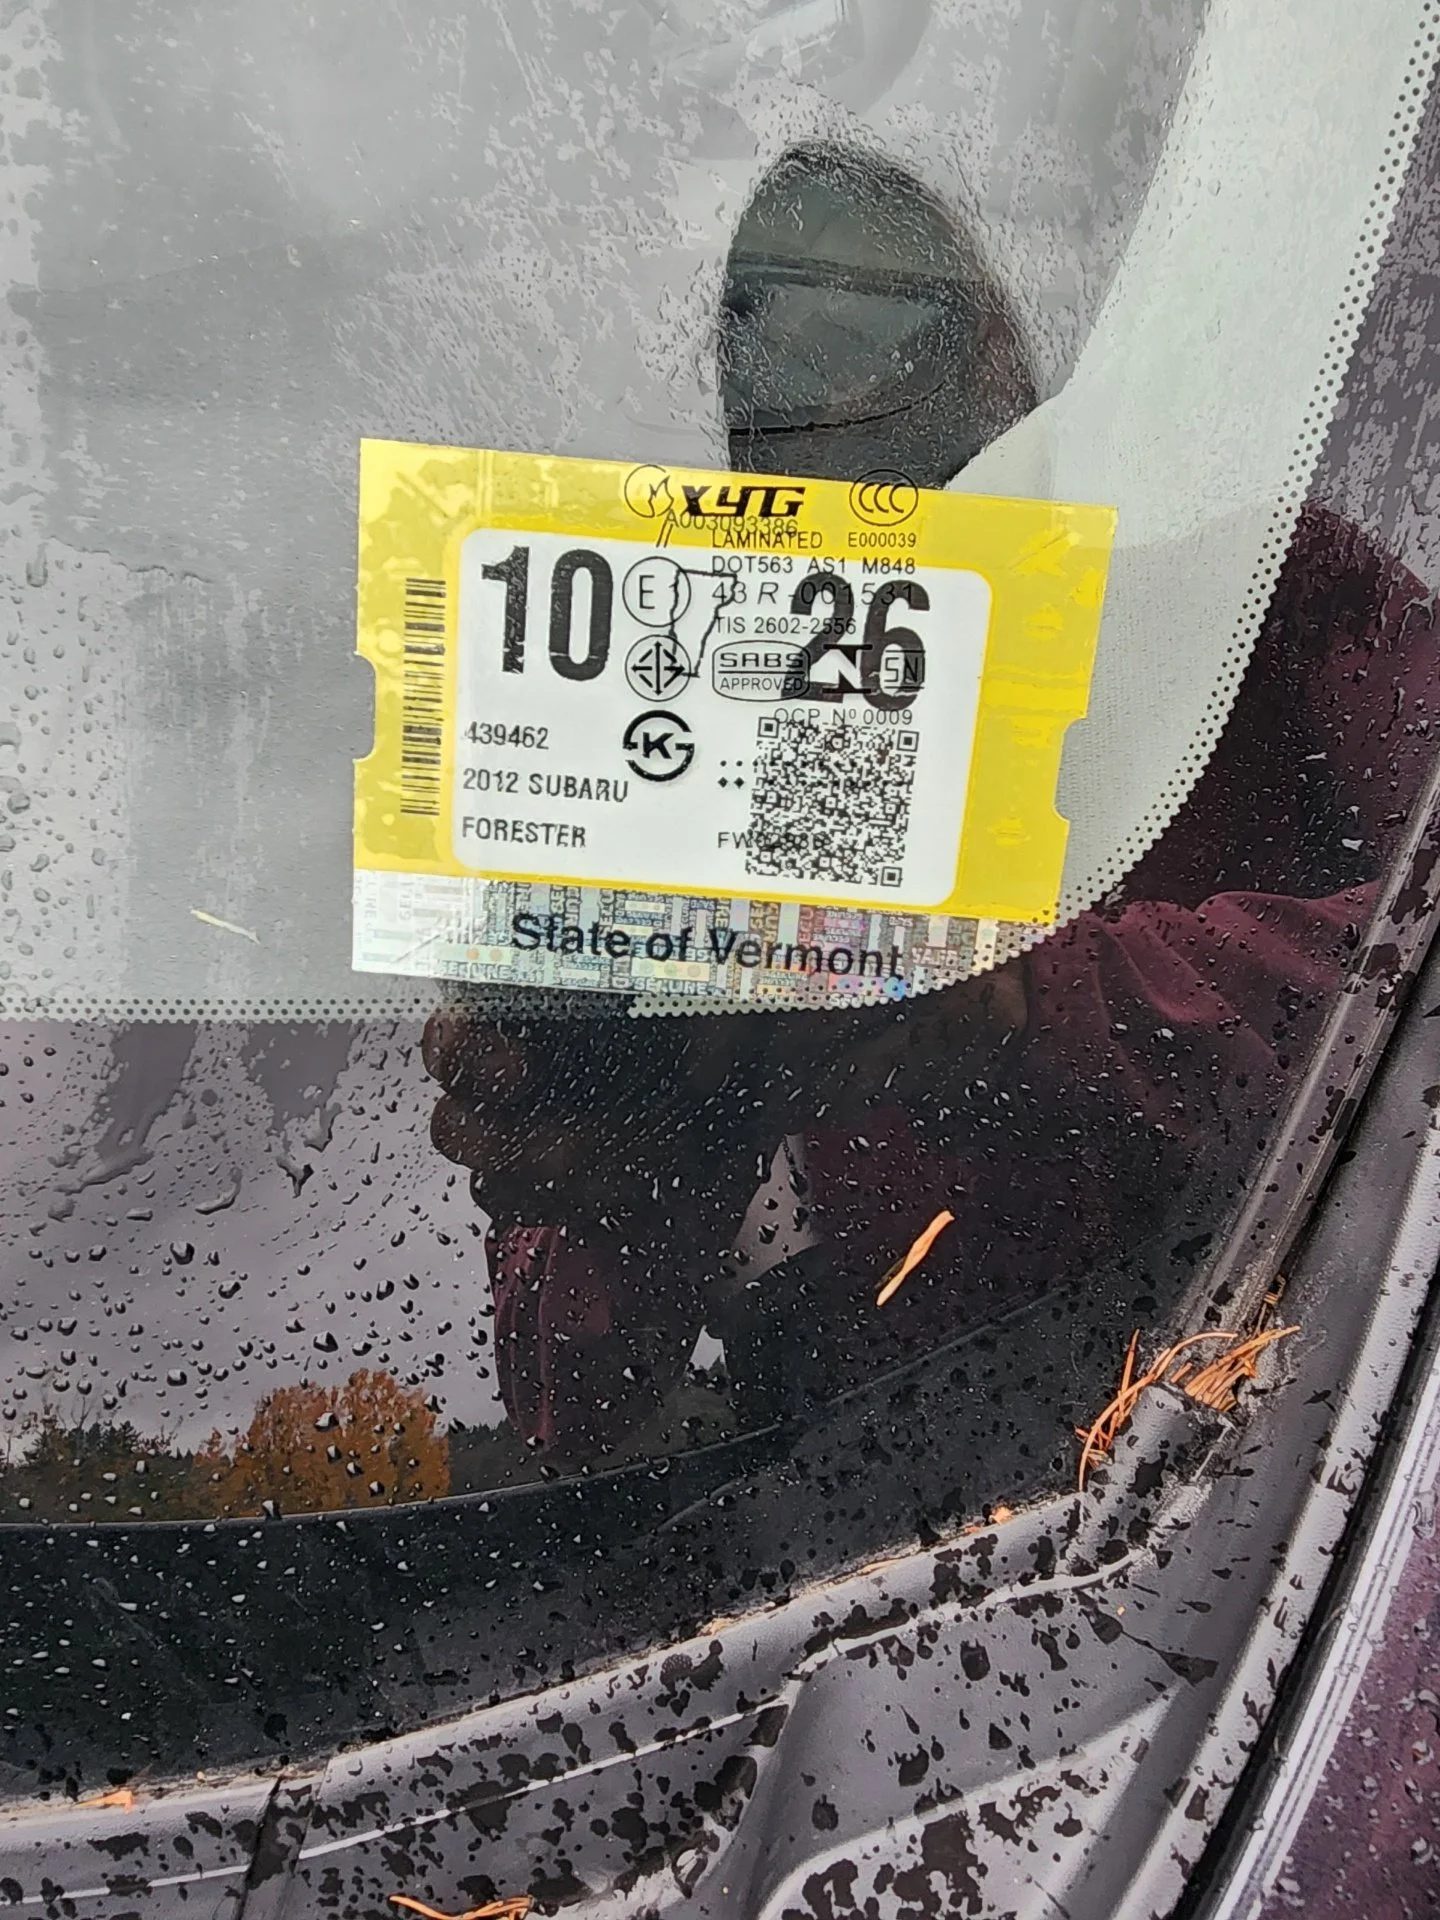 XYG CCC
A003093386
LAMINATED E000039
DOT563 AS1 M848
10 E 43R-001531 26
TIS 2602-2556
SABS SN
APPROVED
OCP Nº 0009
439462 K
2012 SUBARU
FORESTER
State of Vermont